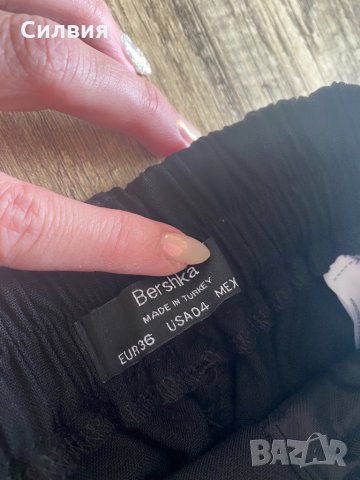 Силвия
Bershka
MADE IN TURKEY
EUR36 USA04 MEX
BAZAR